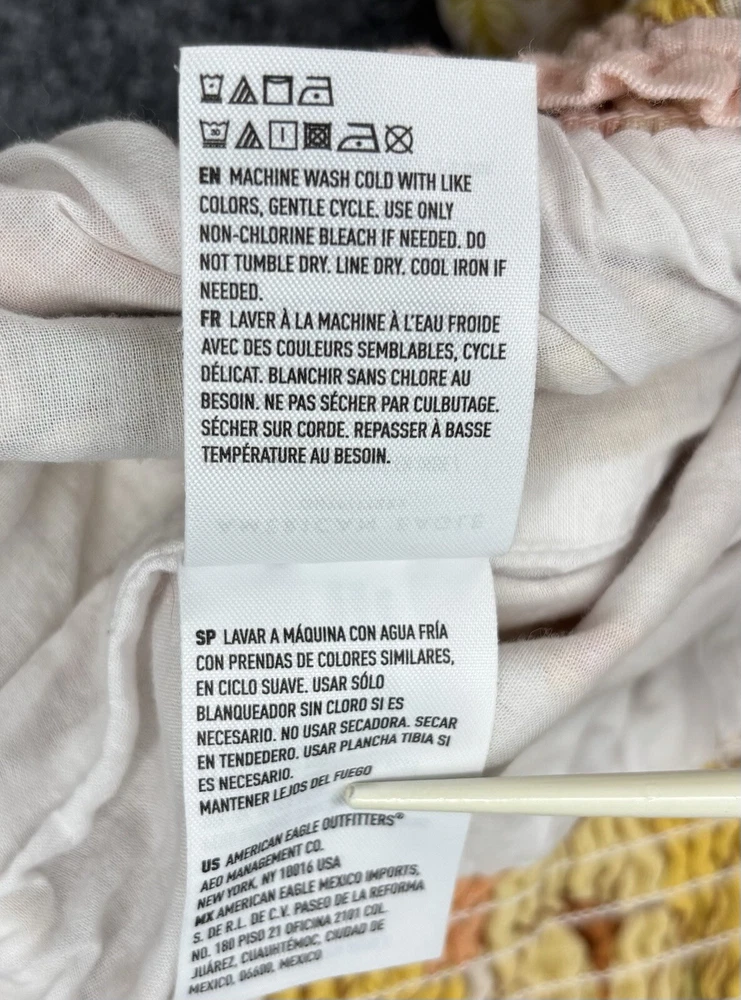 EN MACHINE WASH COLD WITH LIKE
COLORS, GENTLE CYCLE. USE ONLY
NON-CHLORINE BLEACH IF NEEDED. DO
NOT TUMBLE DRY. LINE DRY. COOL IRON IF
NEEDED.
FR LAVER À LA MACHINE À L'EAU FROIDE
AVEC DES COULEURS SEMBLABLES, CYCLE
DÉLICAT. BLANCHIR SANS CHLORE AU
BESOIN. NE PAS SÉCHER PAR CULBUTAGE.
SÉCHER SUR CORDE. REPASSER À BASSE
TEMPÉRATURE AU BESOIN.
AMERICAN EAGLE
SP LAVAR A MÁQUINA CON AGUA FRÍA
CON PRENDAS DE COLORES SIMILARES,
EN CICLO SUAVE. USAR SÓLO
BLANQUEADOR SIN CLORO SI ES
NECESARIO. NO USAR SECADORA. SECAR
EN TENDEDERO. USAR PLANCHA TIBIA SI
ES NECESARIO.
MANTENER LEJOS DEL FUEGO
US AMERICAN EAGLE OUTFITTERS®
AEO MANAGEMENT CO.
NEW YORK, NY 10016 USA
MX AMERICAN EAGLE MEXICO IMPORTS,
S. DE R.L. DE C.V. PASEO DE LA REFORMA
NO. 180 PISO 21 OFICINA 2101 COL.
JUÁREZ, CUAUHTÉMOC, CIUDAD DE
MEXICO, 06600, MEXICO